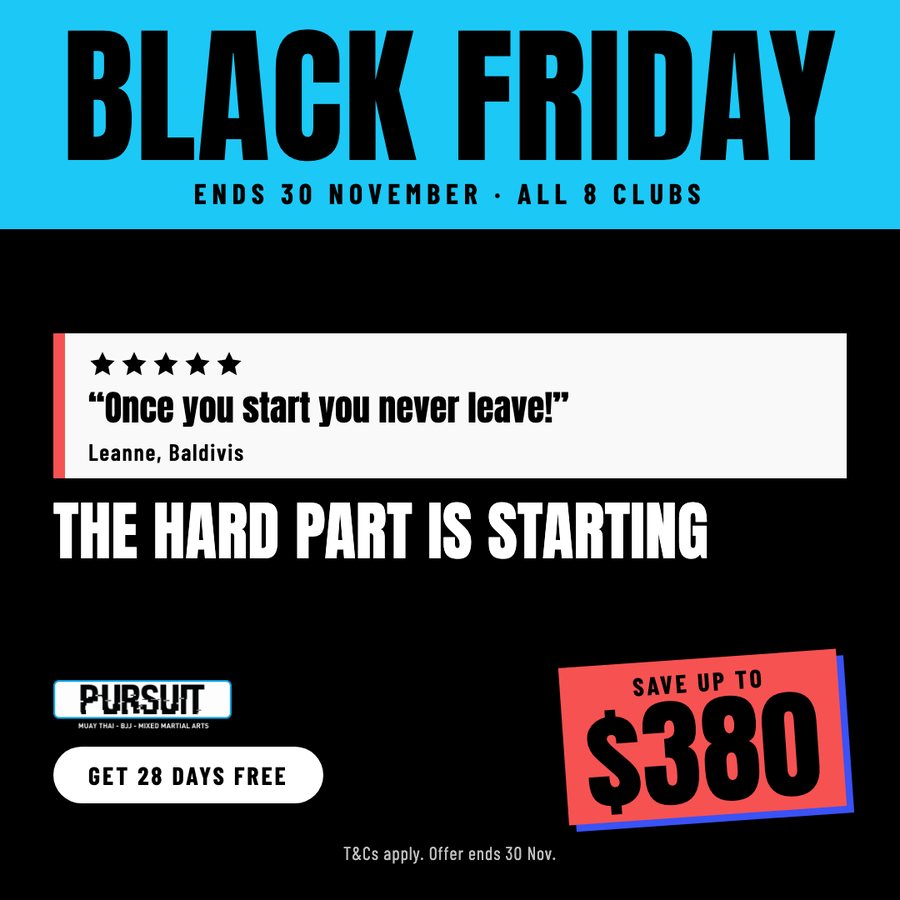 BLACK FRIDAY
ENDS 30 NOVEMBER · ALL 8 CLUBS
★★★★★
“Once you start you never leave!”
Leanne, Baldivis
THE HARD PART IS STARTING
PURSUIT
MUAY THAI - BJJ - MIXED MARTIAL ARTS
GET 28 DAYS FREE
SAVE UP TO
$380
T&Cs apply. Offer ends 30 Nov.